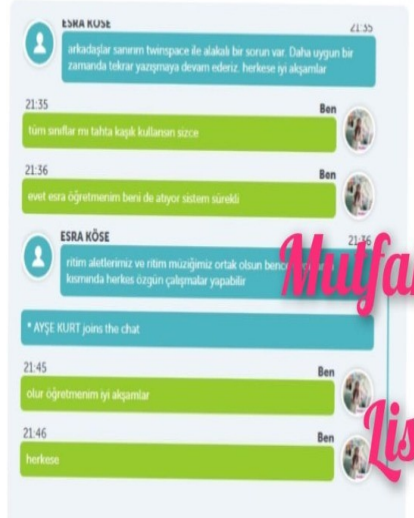 ESRA KÖSE 21:35
arkadaşlar sanırım twinspace ile alakalı bir sorun var. Daha uygun bir
zamanda tekrar yazışmaya devam ederiz. herkese iyi akşamlar
21:35 Ben
tüm sınıflar mı tahta kaşık kullansın sizce
21:36 Ben
evet esra öğretmenim beni de atıyor sistem sürekli
ESRA KÖSE 21:36
ritim aletlerimiz ve ritim müziğimiz ortak olsun bence
kısmında herkes özgün çalışmalar yapabilir
Mutfa
* AYŞE KURT joins the chat
21:45 Ben
olur öğretmenim iyi akşamlar
21:46 Ben
herkese
Lis